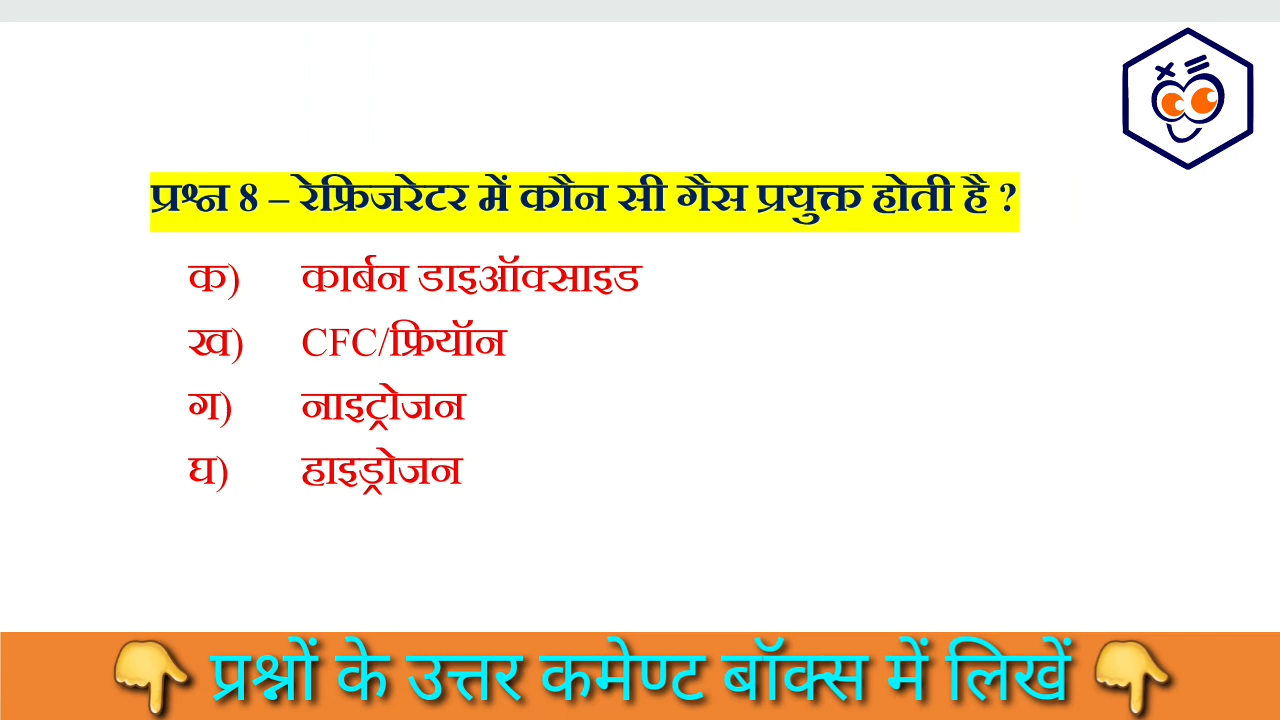 प्रश्न 8 – रेफ्रिजरेटर में कौन सी गैस प्रयुक्त होती है ?
क) कार्बन डाइऑक्साइड
ख) CFC/फ्रियॉन
ग) नाइट्रोजन
घ) हाइड्रोजन
👇 प्रश्नों के उत्तर कमेण्ट बॉक्स में लिखें 👇